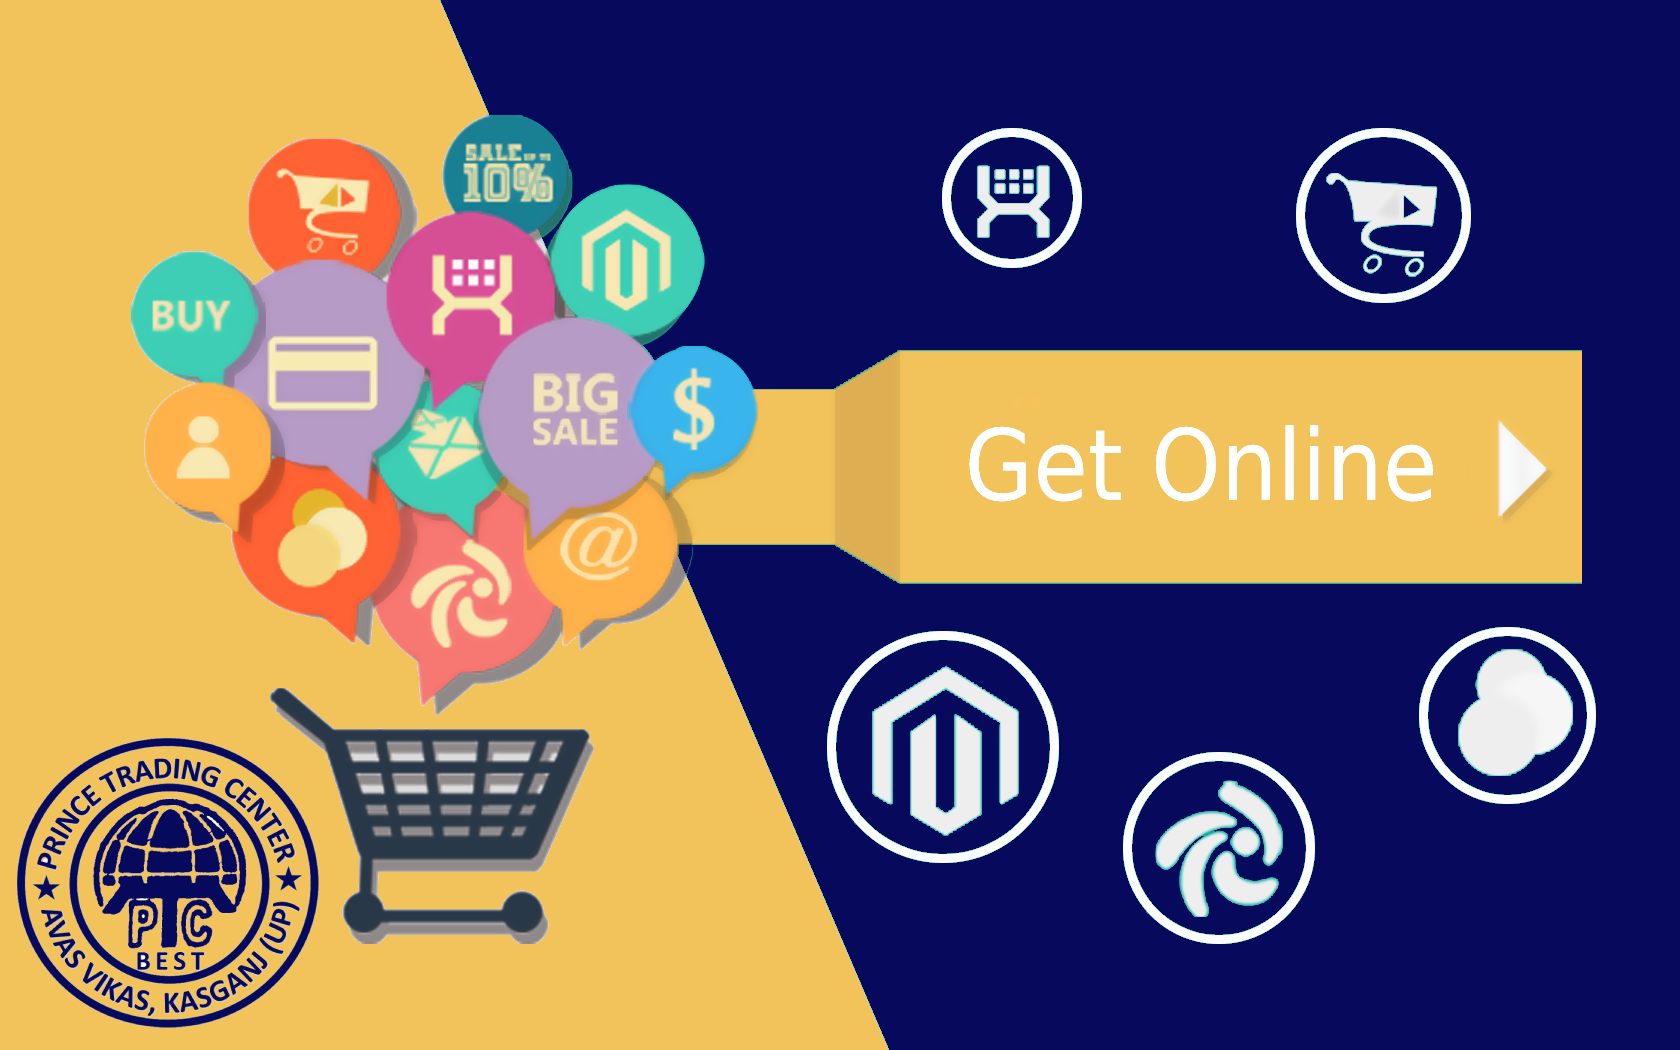 SALE UP TO
10%
BUY
BIG
SALE
$
@
Get Online
★ PRINCE TRADING CENTER ★
PTC
BEST
AVAS VIKAS, KASGANJ (UP)